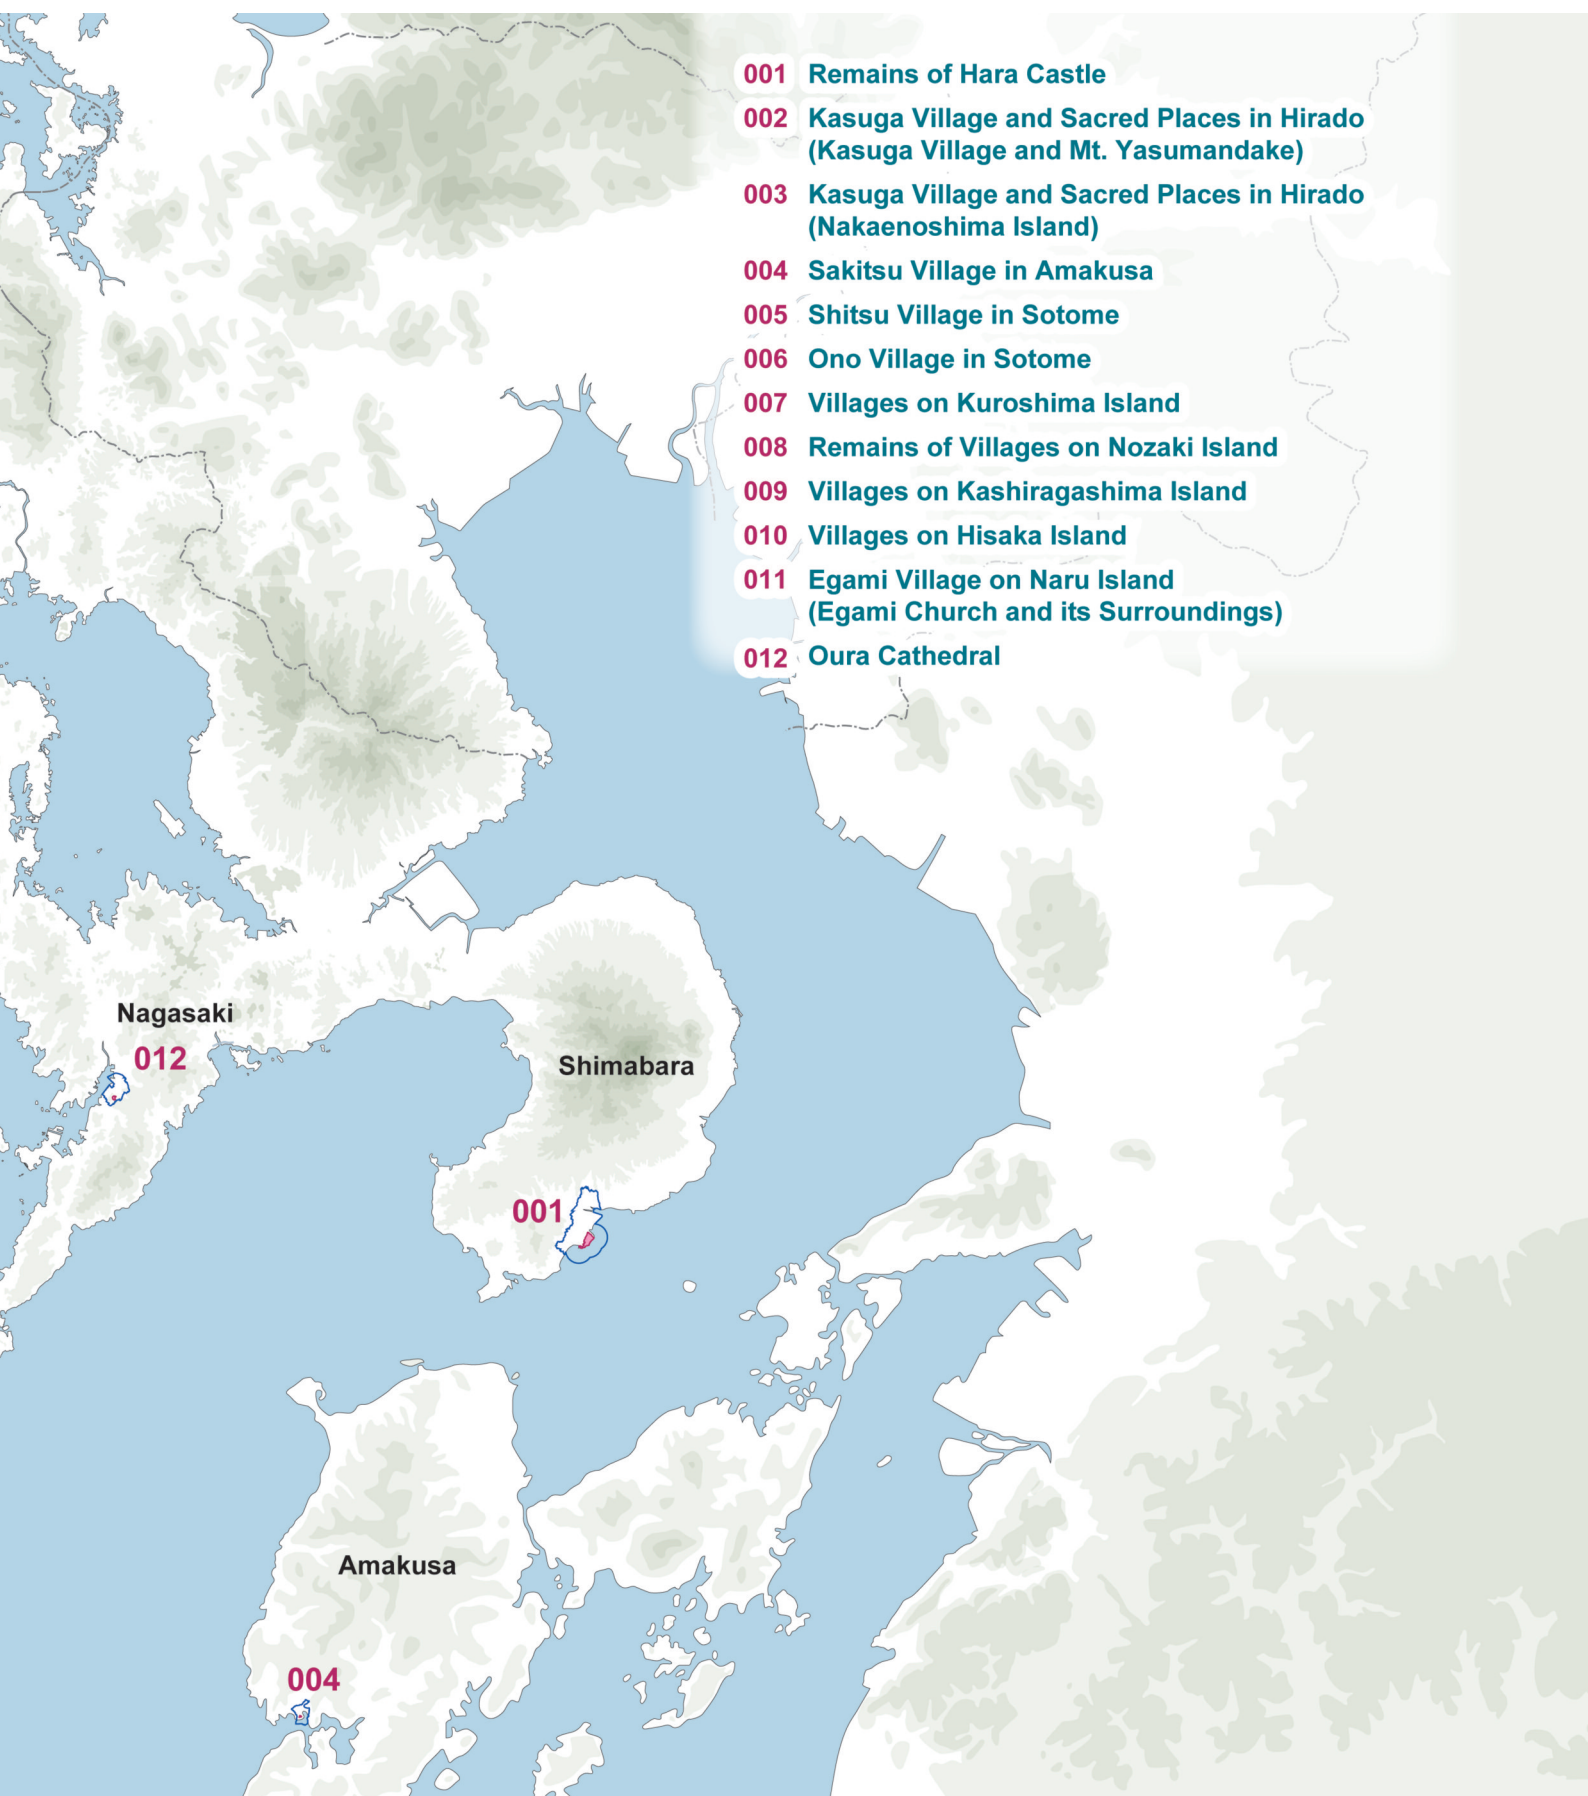 001 Remains of Hara Castle
002 Kasuga Village and Sacred Places in Hirado
(Kasuga Village and Mt. Yasumandake)
003 Kasuga Village and Sacred Places in Hirado
(Nakaenoshima Island)
004 Sakitsu Village in Amakusa
005 Shitsu Village in Sotome
006 Ono Village in Sotome
007 Villages on Kuroshima Island
008 Remains of Villages on Nozaki Island
009 Villages on Kashiragashima Island
010 Villages on Hisaka Island
011 Egami Village on Naru Island
(Egami Church and its Surroundings)
012 Oura Cathedral
Nagasaki
012
Shimabara
001
Amakusa
004